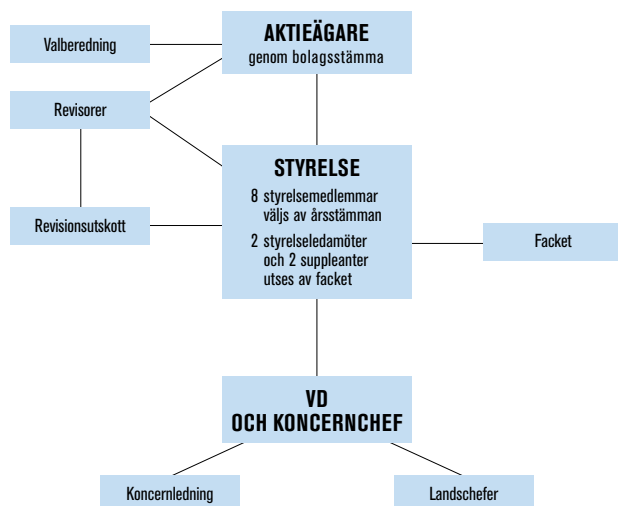 AKTIEÄGARE
genom bolagsstämma
Valberedning
Revisorer
STYRELSE
8 styrelsemedlemmar
väljs av årsstämman
2 styrelseledamöter
och 2 suppleanter
utses av facket
Revisionsutskott
Facket
VD
OCH KONCERNCHEF
Koncernledning
Landschefer